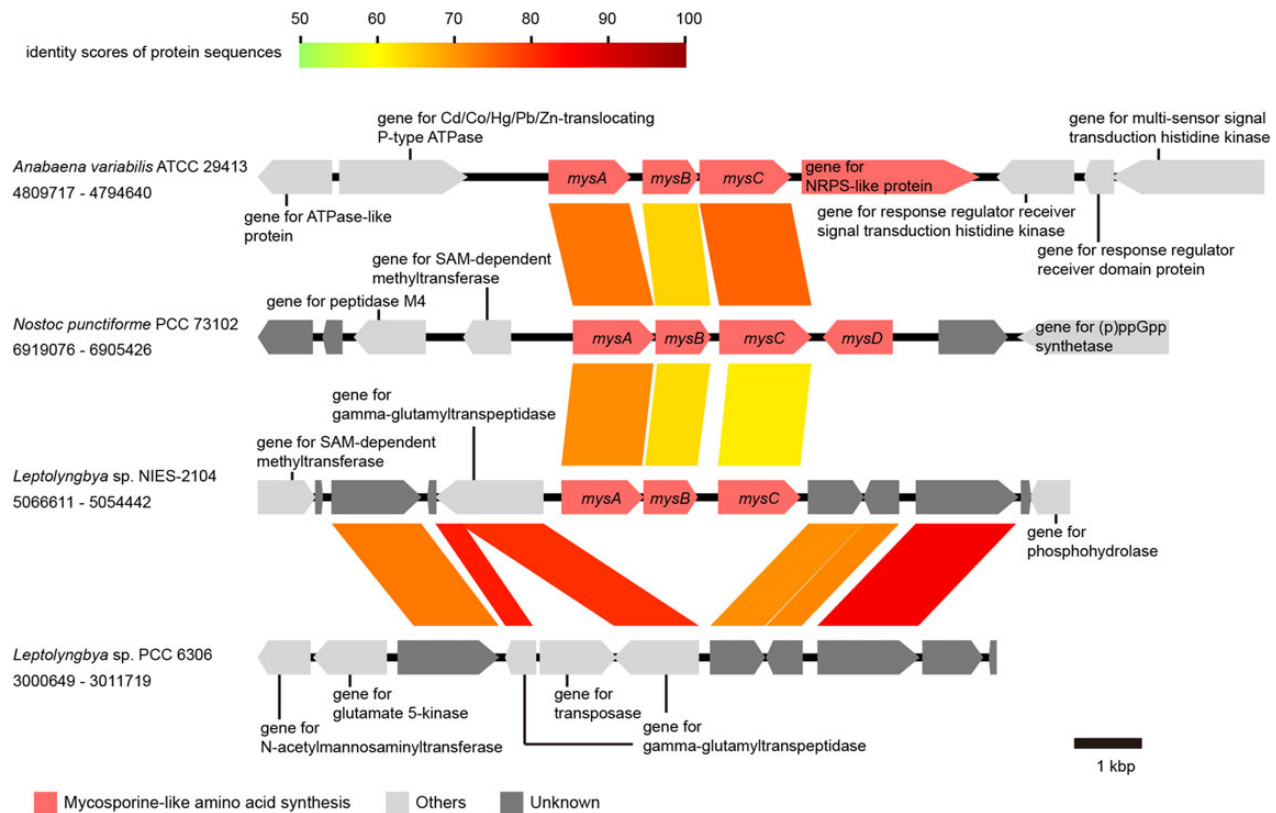 50 60 70 80 90 100
identity scores of protein sequences
gene for Cd/Co/Hg/Pb/Zn-translocating
P-type ATPase
gene for multi-sensor signal
transduction histidine kinase
Anabaena variabilis ATCC 29413
4809717 - 4794640
mysA mysB mysC
gene for
NRPS-like protein
gene for ATPase-like
protein
gene for response regulator receiver
signal transduction histidine kinase
gene for response regulator
receiver domain protein
gene for SAM-dependent
methyltransferase
gene for peptidase M4
Nostoc punctiforme PCC 73102
6919076 - 6905426
mysA mysB mysC mysD
gene for (p)ppGpp
synthetase
gene for
gamma-glutamyltranspeptidase
gene for SAM-dependent
methyltransferase
Leptolyngbya sp. NIES-2104
5066611 - 5054442
mysA mysB mysC
gene for
phosphohydrolase
Leptolyngbya sp. PCC 6306
3000649 - 3011719
gene for
glutamate 5-kinase
gene for
transposase
gene for
N-acetylmannosaminyltransferase
gene for
gamma-glutamyltranspeptidase
1 kbp
Mycosporine-like amino acid synthesis Others Unknown